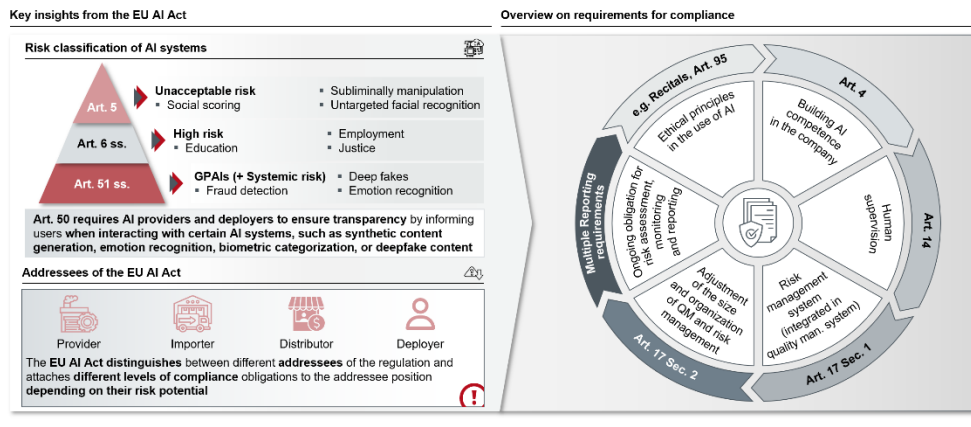 Key insights from the EU AI Act
Risk classification of AI systems
Art. 5
Unacceptable risk
▪ Social scoring
▪ Subliminally manipulation
▪ Untargeted facial recognition
Art. 6 ss.
High risk
▪ Education
▪ Employment
▪ Justice
Art. 51 ss.
GPAIs (+ Systemic risk)
▪ Fraud detection
▪ Deep fakes
▪ Emotion recognition
Art. 50 requires AI providers and deployers to ensure transparency by informing
users when interacting with certain AI systems, such as synthetic content
generation, emotion recognition, biometric categorization, or deepfake content
Addressees of the EU AI Act
Provider
Importer
Distributor
Deployer
The EU AI Act distinguishes between different addressees of the regulation and
attaches different levels of compliance obligations to the addressee position
depending on their risk potential
Overview on requirements for compliance
e.g. Recitals, Art. 95
Ethical principles
in the use of AI
Art. 4
Building AI
competence
in the company
Art. 14
Human
supervision
Art. 17 Sec. 1
Risk
management
system
(integrated in
quality man. system)
Art. 17 Sec. 2
Adjustment
of the size
and organization
of QM and risk
management
Multiple Reporting
requirements
Ongoing obligation for
risk assessment,
monitoring
and reporting